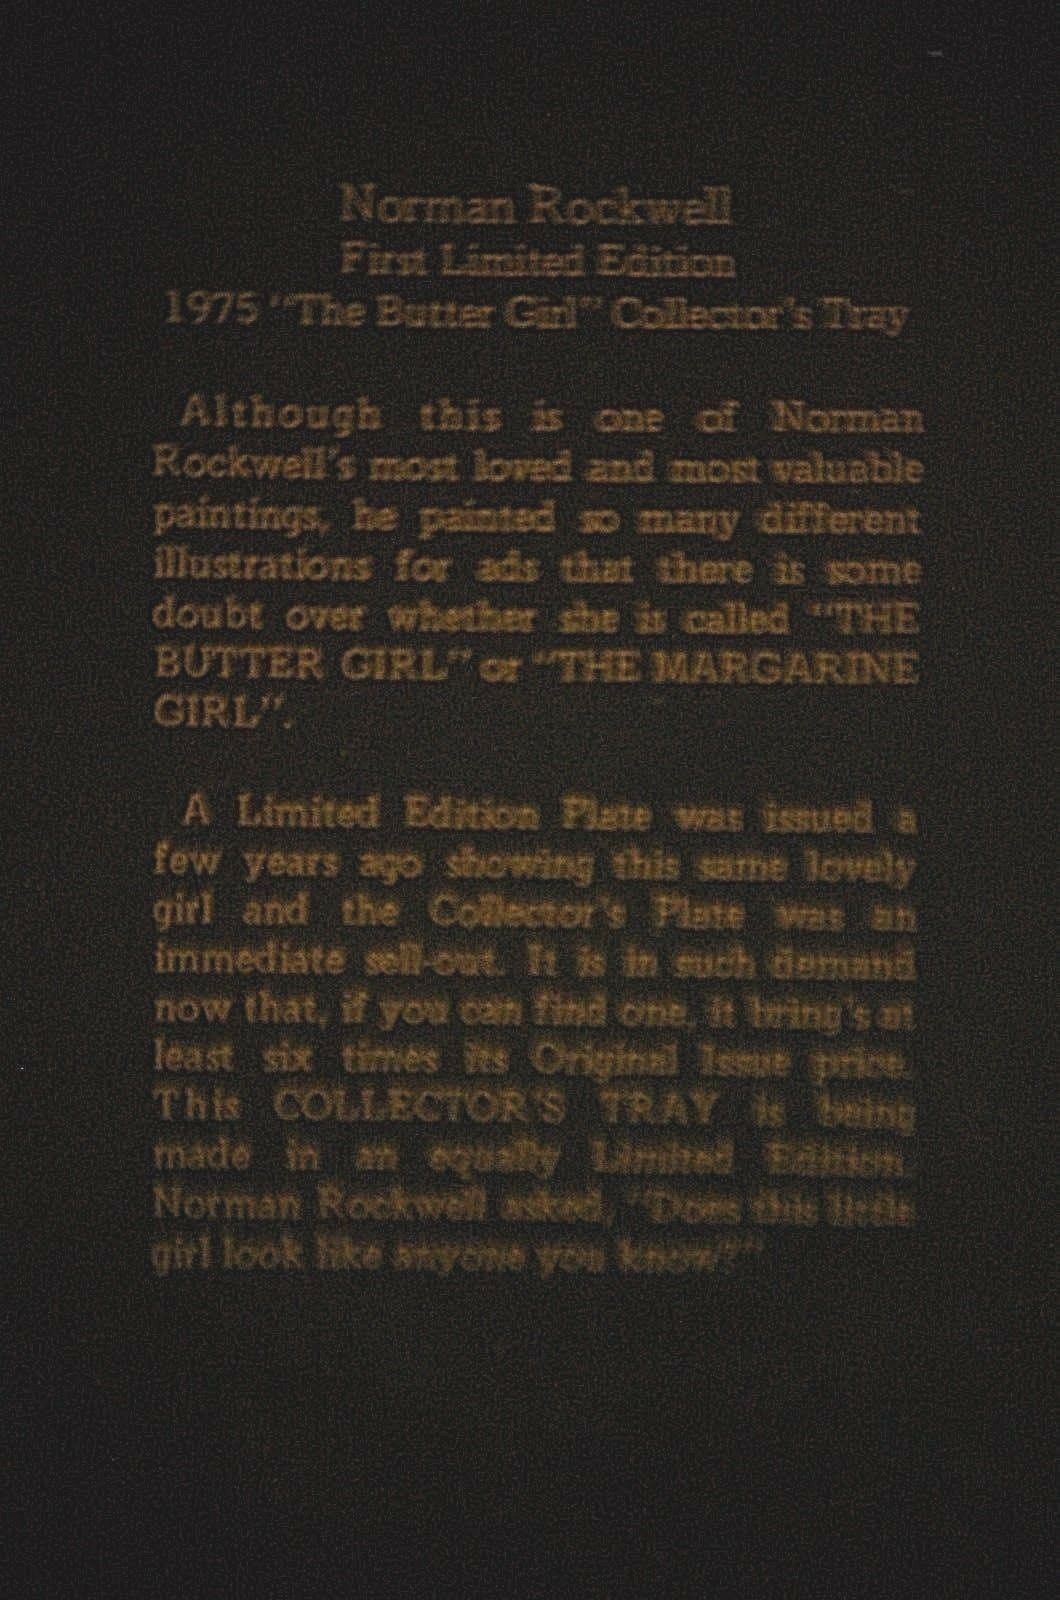 Norman Rockwell
First Limited Edition
1975 "The Butter Girl" Collector's Tray
Although this is one of Norman
Rockwell's most loved and most valuable
paintings, he painted so many different
illustrations for ads that there is some
doubt over whether she is called "THE
BUTTER GIRL" or "THE MARGARINE
GIRL".
A Limited Edition Plate was issued a
few years ago showing this same lovely
girl and the Collector's Plate was an
immediate sell-out. It is in such demand
now that, if you can find one, it bring's at
least six times its Original Issue price.
This COLLECTOR'S TRAY is being
made in an equally Limited Edition.
Norman Rockwell asked, "Does this little
girl look like anyone you know?"